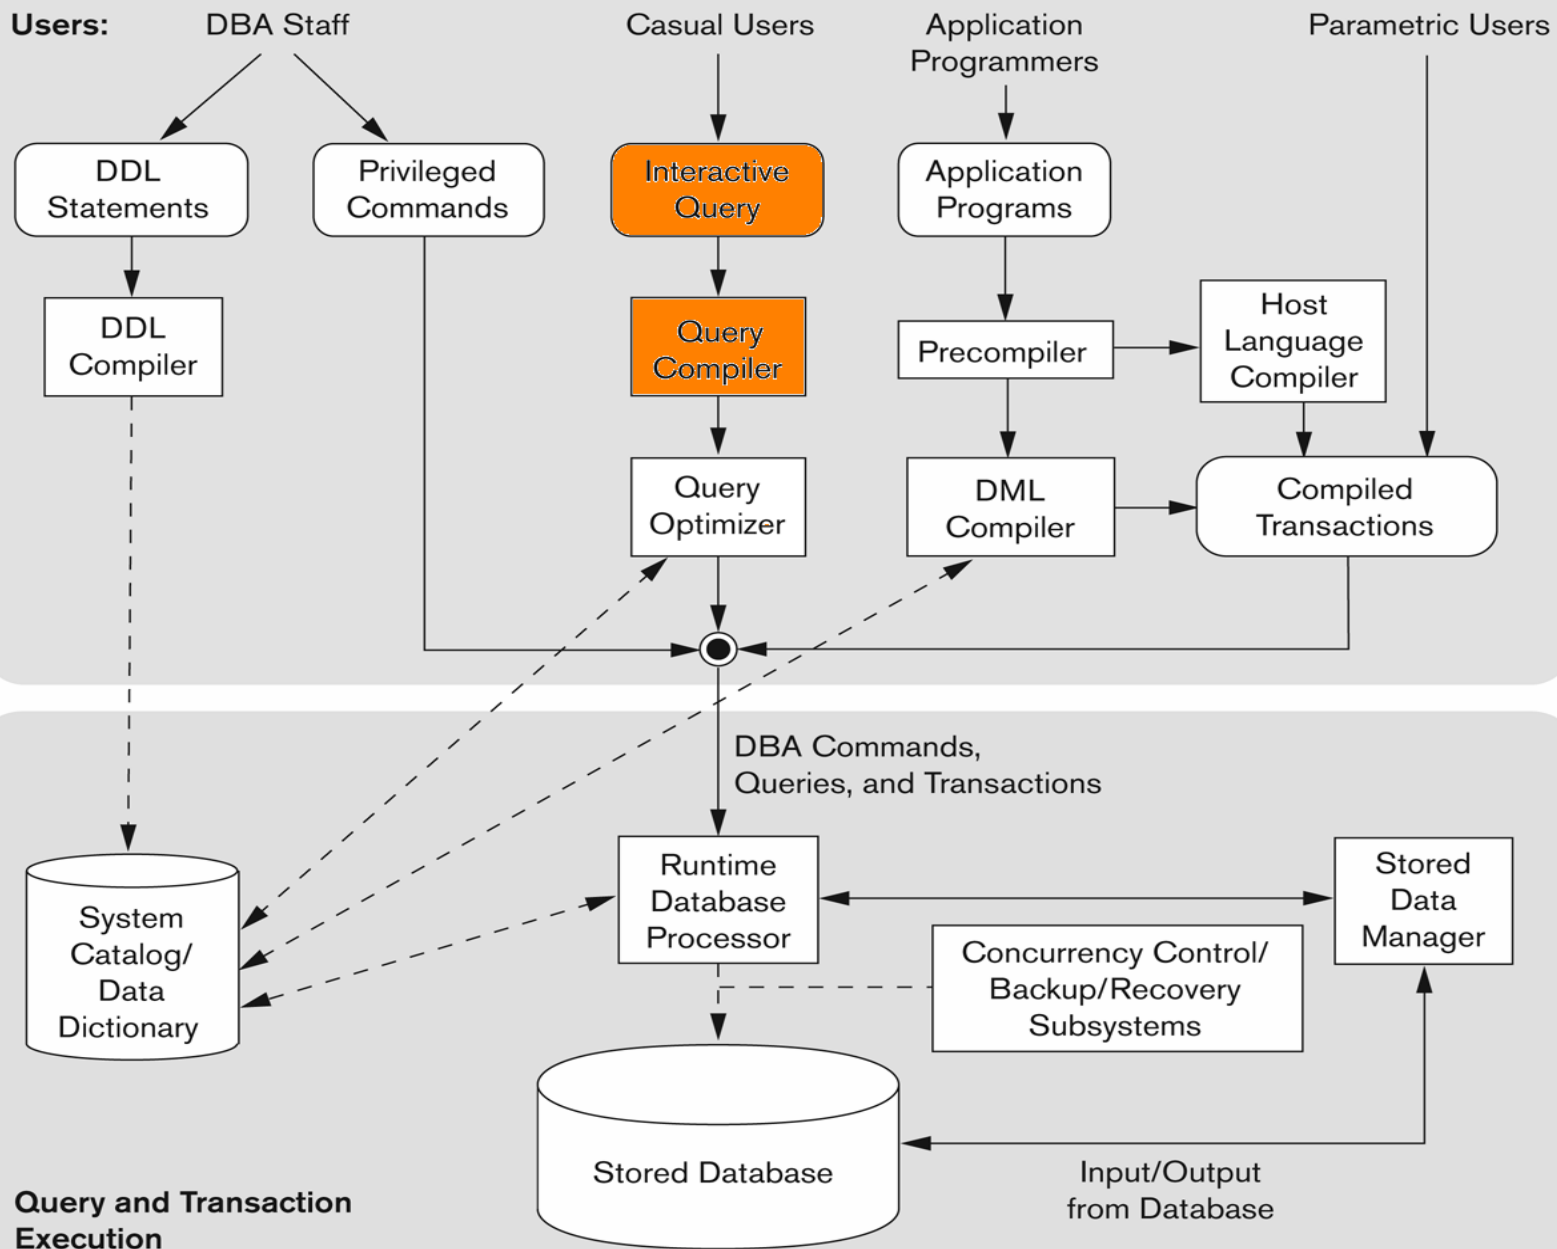 Users:
DBA Staff
Casual Users
Application
Programmers
Parametric Users
DDL
Statements
Privileged
Commands
Interactive
Query
Application
Programs
DDL
Compiler
Query
Compiler
Precompiler
Host
Language
Compiler
Query
Optimizer
DML
Compiler
Compiled
Transactions
DBA Commands,
Queries, and Transactions
System
Catalog/
Data
Dictionary
Runtime
Database
Processor
Stored
Data
Manager
Concurrency Control/
Backup/Recovery
Subsystems
Stored Database
Input/Output
from Database
Query and Transaction
Execution